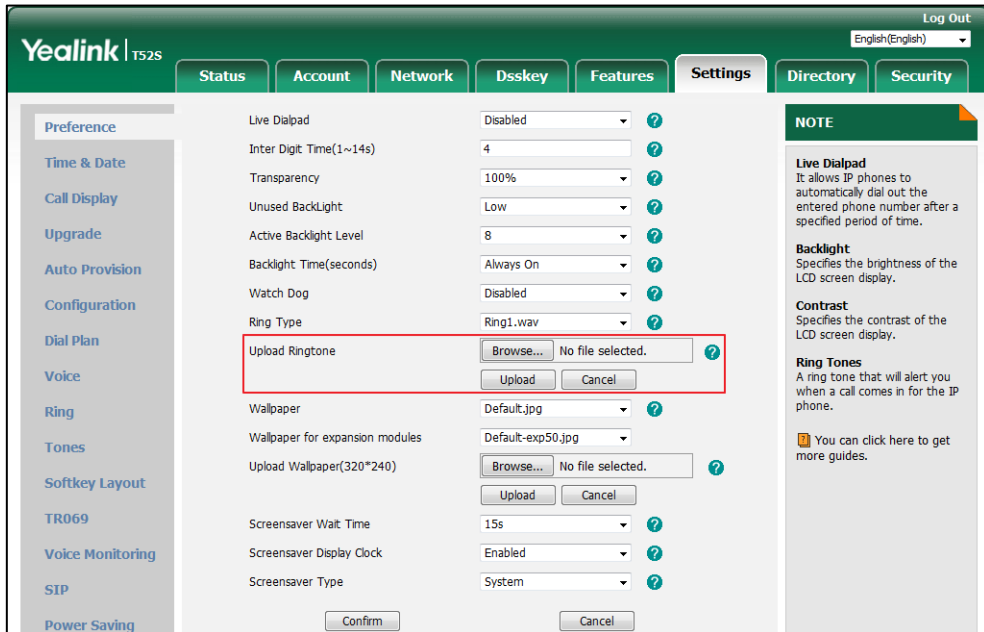 Log Out
Yealink | T52S
English(English)
Status Account Network Dsskey Features Settings Directory Security
Preference
Time & Date
Call Display
Upgrade
Auto Provision
Configuration
Dial Plan
Voice
Ring
Tones
Softkey Layout
TR069
Voice Monitoring
SIP
Power Saving
Live Dialpad Disabled ?
Inter Digit Time(1~14s) 4 ?
Transparency 100% ?
Unused BackLight Low ?
Active Backlight Level 8 ?
Backlight Time(seconds) Always On ?
Watch Dog Disabled ?
Ring Type Ring1.wav ?
Upload Ringtone Browse... No file selected. ?
Upload Cancel
Wallpaper Default.jpg ?
Wallpaper for expansion modules Default-exp50.jpg
Upload Wallpaper(320*240) Browse... No file selected. ?
Upload Cancel
Screensaver Wait Time 15s ?
Screensaver Display Clock Enabled ?
Screensaver Type System ?
Confirm Cancel
NOTE
Live Dialpad
It allows IP phones to
automatically dial out the
entered phone number after a
specified period of time.
Backlight
Specifies the brightness of the
LCD screen display.
Contrast
Specifies the contrast of the
LCD screen display.
Ring Tones
A ring tone that will alert you
when a call comes in for the IP
phone.
? You can click here to get
more guides.